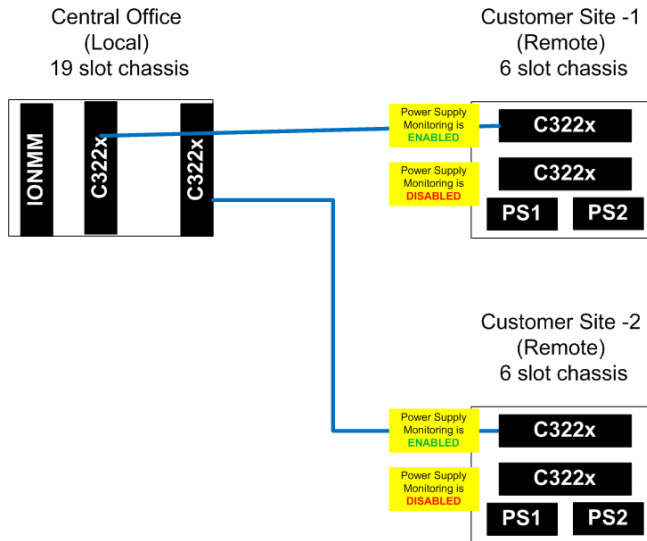 Central Office
(Local)
19 slot chassis
IONMM
C322x
C322x
Customer Site -1
(Remote)
6 slot chassis
Power Supply
Monitoring is
ENABLED
C322x
Power Supply
Monitoring is
DISABLED
C322x
PS1
PS2
Customer Site -2
(Remote)
6 slot chassis
Power Supply
Monitoring is
ENABLED
C322x
Power Supply
Monitoring is
DISABLED
C322x
PS1
PS2